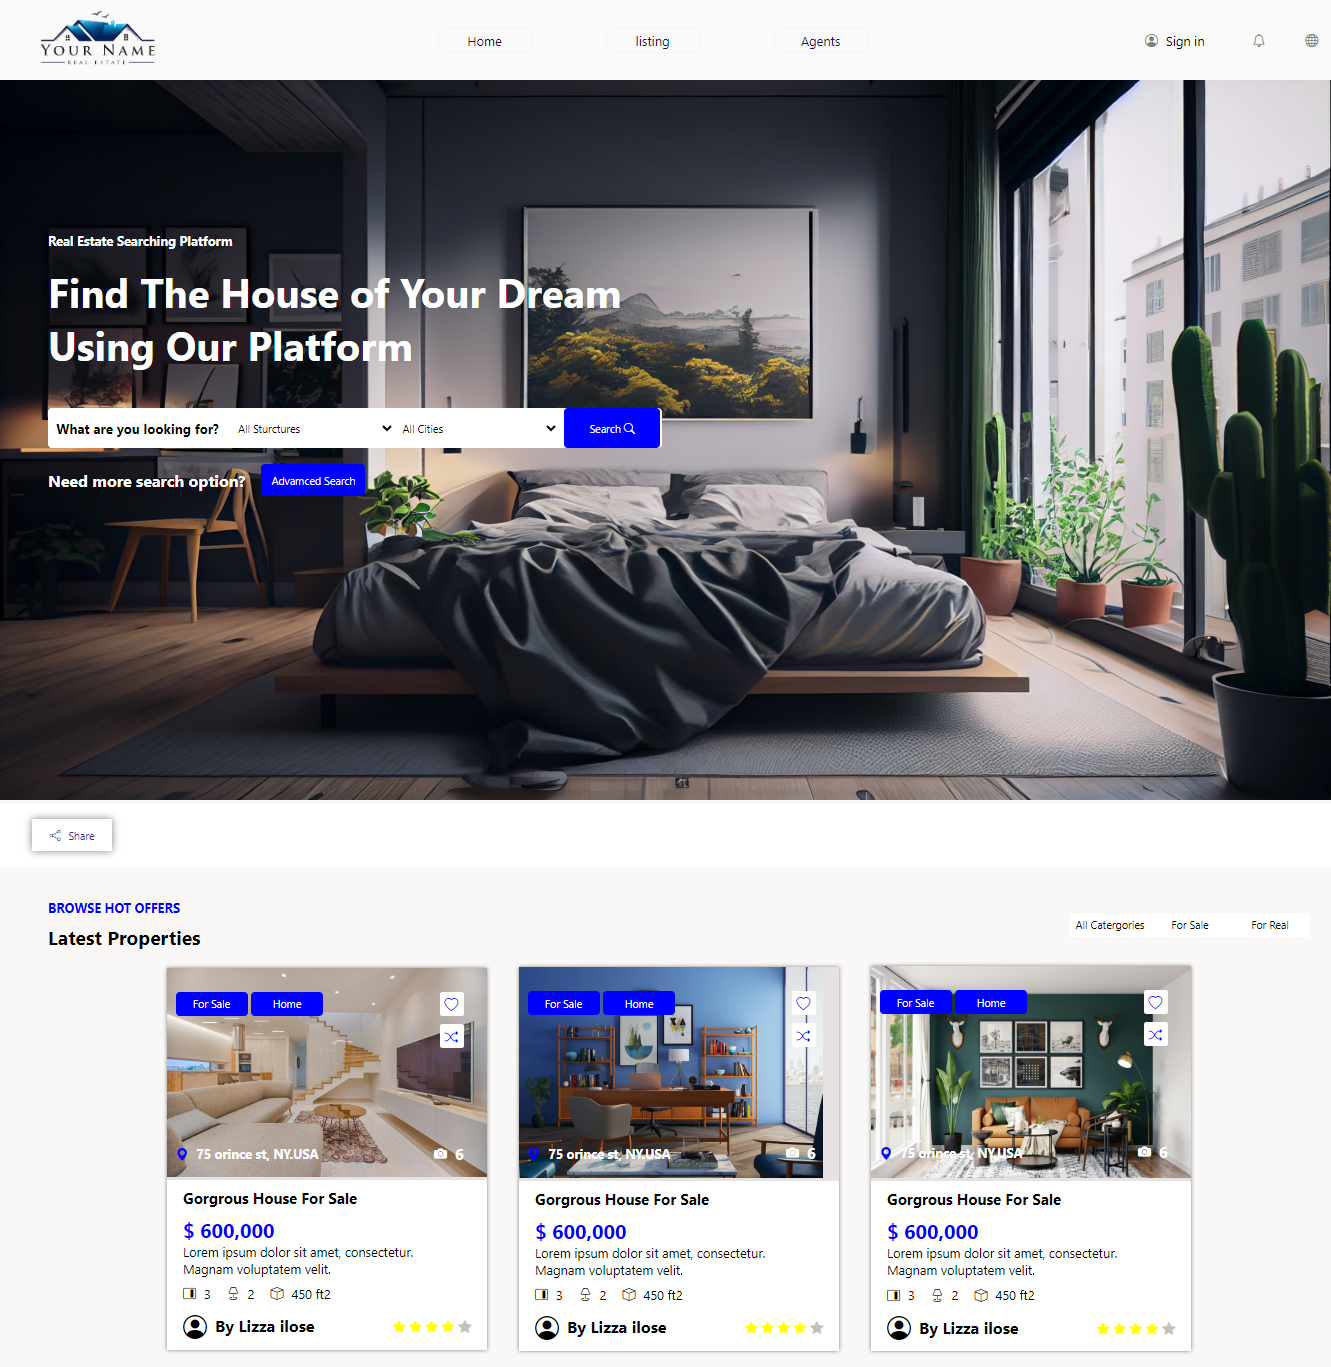 YOUR NAME
REAL ESTATE
Home
listing
Agents
Sign in
Real Estate Searching Platform
Find The House of Your Dream
Using Our Platform
What are you looking for?
All Sturctures
All Cities
Search
Need more search option?
Advamced Search
Share
BROWSE HOT OFFERS
Latest Properties
All Catergories
For Sale
For Real
For Sale
Home
75 orince st, NY.USA
6
Gorgrous House For Sale
$ 600,000
Lorem ipsum dolor sit amet, consectetur.
Magnam voluptatem velit.
3
2
450 ft2
By Lizza ilose
For Sale
Home
75 orince st, NY.USA
6
Gorgrous House For Sale
$ 600,000
Lorem ipsum dolor sit amet, consectetur.
Magnam voluptatem velit.
3
2
450 ft2
By Lizza ilose
For Sale
Home
75 orince st, NY.USA
6
Gorgrous House For Sale
$ 600,000
Lorem ipsum dolor sit amet, consectetur.
Magnam voluptatem velit.
3
2
450 ft2
By Lizza ilose